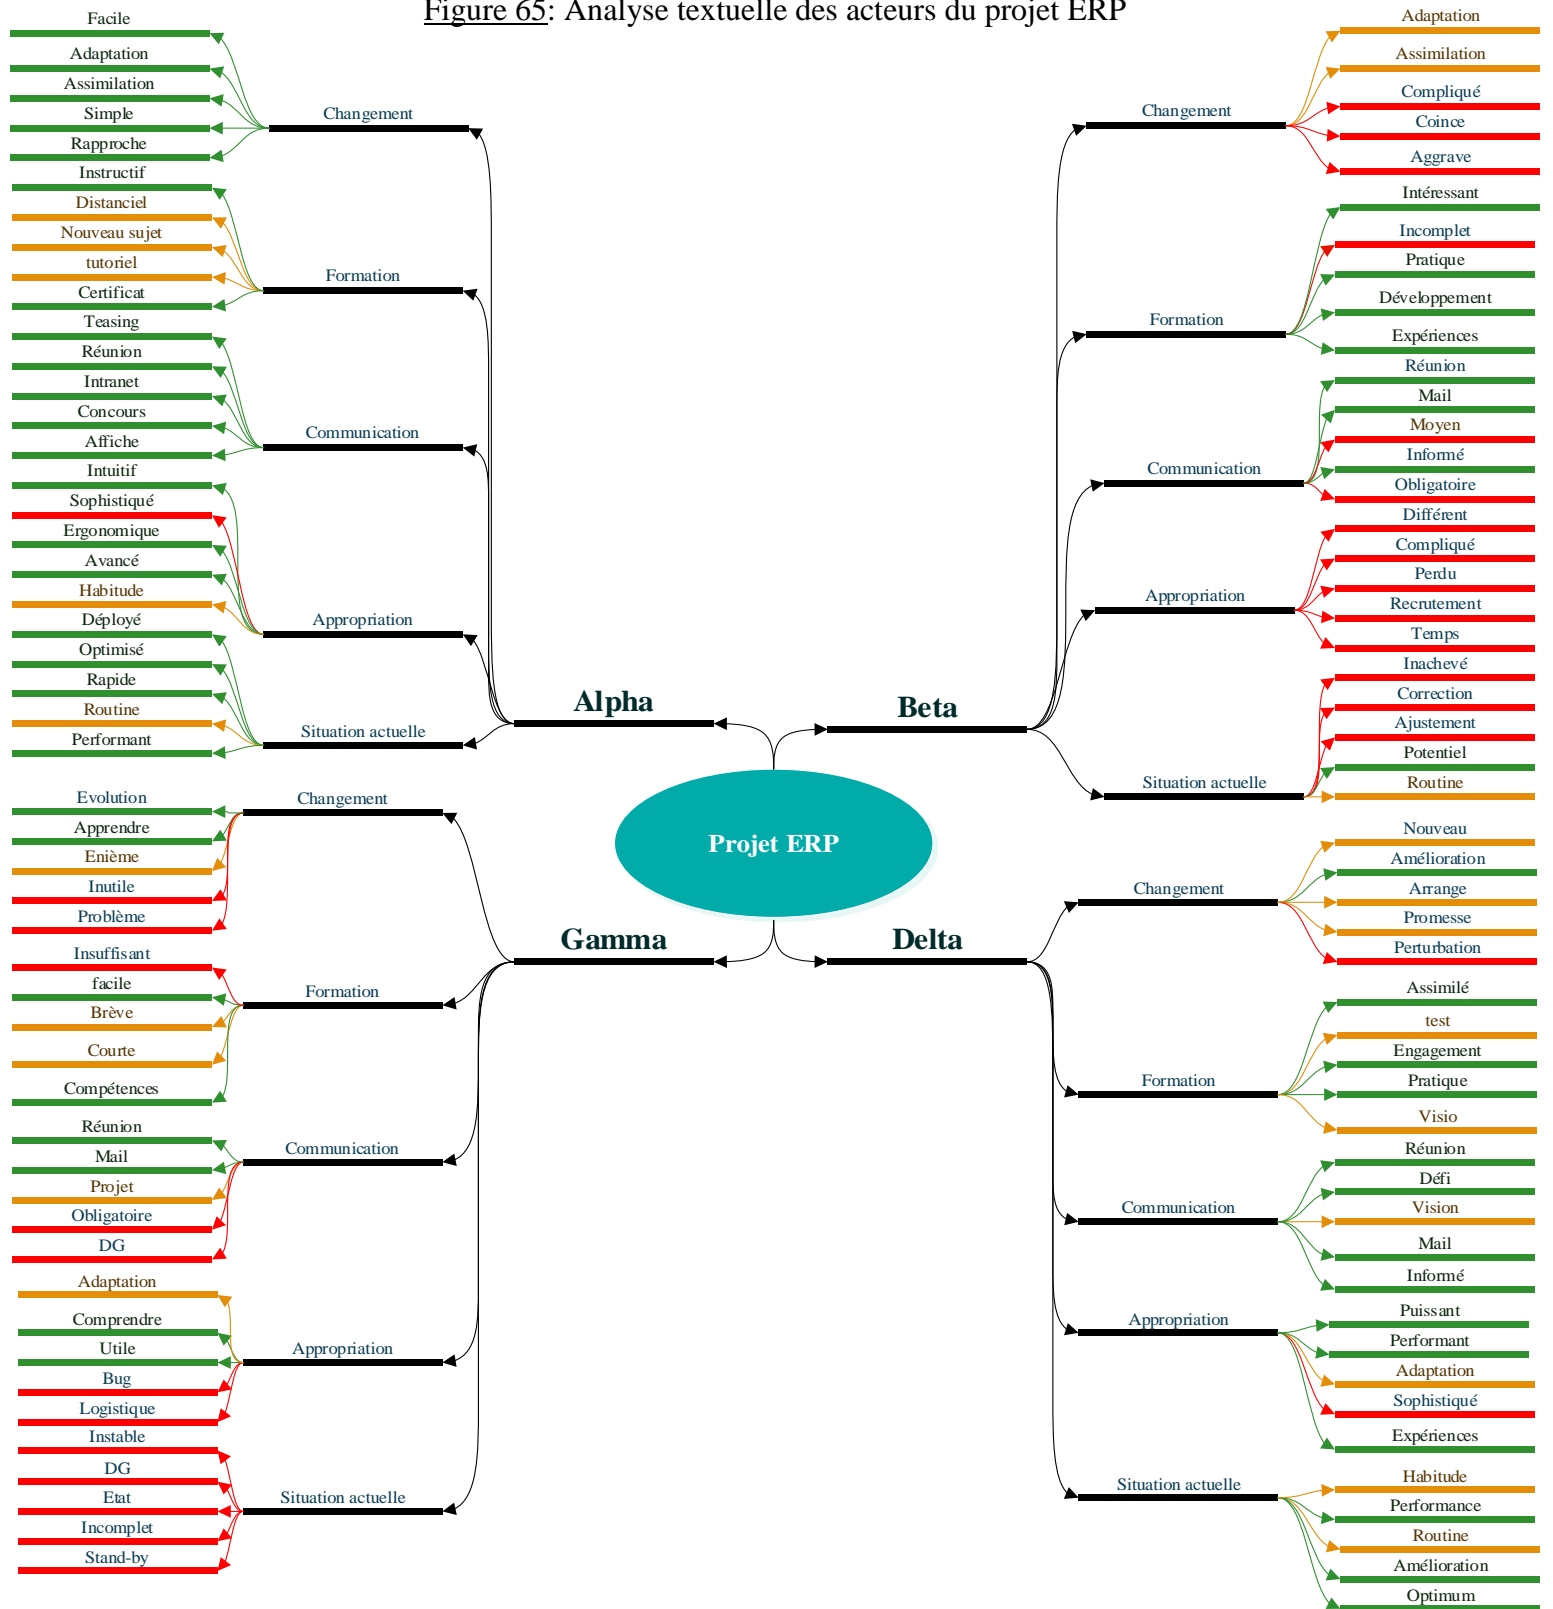 Figure 65: Analyse textuelle des acteurs du projet ERP
Projet ERP
Alpha
Changement
Facile
Adaptation
Assimilation
Simple
Rapproche
Formation
Instructif
Distanciel
Nouveau sujet
tutoriel
Certificat
Communication
Teasing
Réunion
Intranet
Concours
Affiche
Appropriation
Intuitif
Sophistiqué
Ergonomique
Avancé
Habitude
Situation actuelle
Déployé
Optimisé
Rapide
Routine
Performant
Beta
Changement
Adaptation
Assimilation
Compliqué
Coince
Aggrave
Formation
Intéressant
Incomplet
Pratique
Développement
Expériences
Communication
Réunion
Mail
Moyen
Informé
Obligatoire
Appropriation
Différent
Compliqué
Perdu
Recrutement
Temps
Situation actuelle
Inachevé
Correction
Ajustement
Potentiel
Routine
Gamma
Changement
Evolution
Apprendre
Enième
Inutile
Problème
Formation
Insuffisant
facile
Brève
Courte
Compétences
Communication
Réunion
Mail
Projet
Obligatoire
DG
Appropriation
Adaptation
Comprendre
Utile
Bug
Logistique
Situation actuelle
Instable
DG
Etat
Incomplet
Stand-by
Delta
Changement
Nouveau
Amélioration
Arrange
Promesse
Perturbation
Formation
Assimilé
test
Engagement
Pratique
Visio
Communication
Réunion
Défi
Vision
Mail
Informé
Appropriation
Puissant
Performant
Adaptation
Sophistiqué
Expériences
Situation actuelle
Habitude
Performance
Routine
Amélioration
Optimum